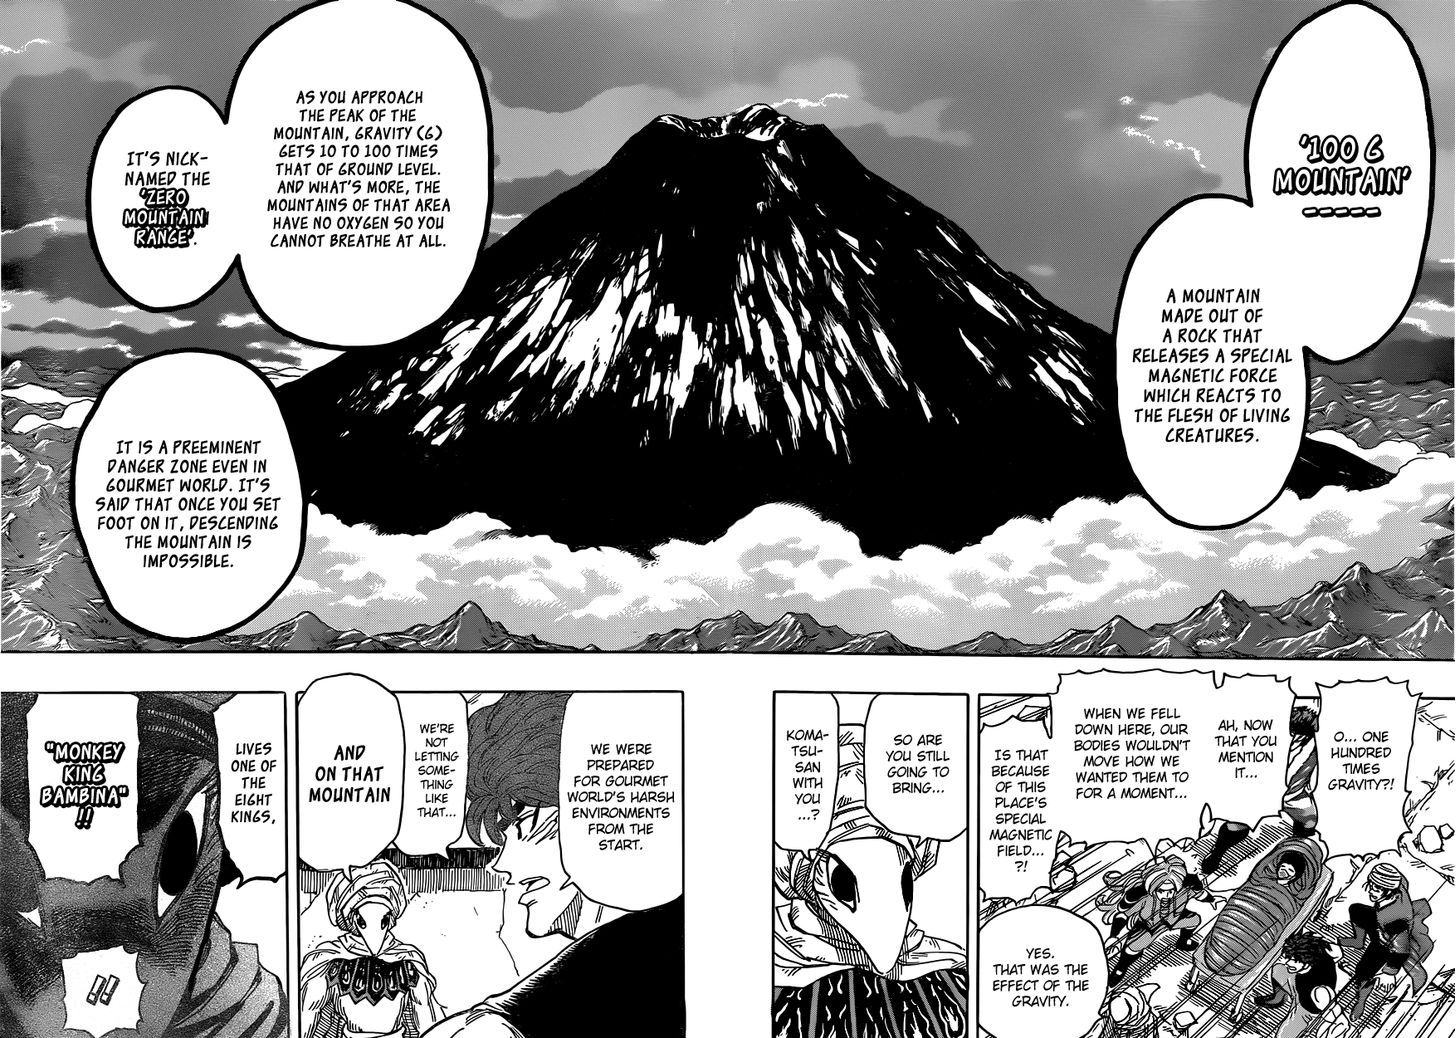 '100 G
MOUNTAIN'
-----
A MOUNTAIN
MADE OUT OF
A ROCK THAT
RELEASES A SPECIAL
MAGNETIC FORCE
WHICH REACTS TO
THE FLESH OF LIVING
CREATURES.
AS YOU APPROACH
THE PEAK OF THE
MOUNTAIN, GRAVITY (G)
GETS 10 TO 100 TIMES
THAT OF GROUND LEVEL.
AND WHAT'S MORE, THE
MOUNTAINS OF THAT AREA
HAVE NO OXYGEN SO YOU
CANNOT BREATHE AT ALL.
IT'S NICK-
NAMED THE
'ZERO
MOUNTAIN
RANGE'.
IT IS A PREEMINENT
DANGER ZONE EVEN IN
GOURMET WORLD. IT'S
SAID THAT ONCE YOU SET
FOOT ON IT, DESCENDING
THE MOUNTAIN IS
IMPOSSIBLE.
O... ONE
HUNDRED
TIMES
GRAVITY?!
AH, NOW
THAT YOU
MENTION
IT...
WHEN WE FELL
DOWN HERE, OUR
BODIES WOULDN'T
MOVE HOW WE
WANTED THEM TO
FOR A MOMENT...
IS THAT
BECAUSE
OF THIS
PLACE'S
SPECIAL
MAGNETIC
FIELD...
?!
YES.
THAT WAS THE
EFFECT OF THE
GRAVITY.
SO ARE
YOU STILL
GOING TO
BRING...
KOMA-
TSU-
SAN
WITH
YOU
...?
WE WERE
PREPARED
FOR GOURMET
WORLD'S HARSH
ENVIRONMENTS
FROM THE
START.
WE'RE
NOT
LETTING
SOME-
THING
LIKE
THAT...
AND
ON THAT
MOUNTAIN
LIVES
ONE OF
THE
EIGHT
KINGS,
"MONKEY
KING
BAMBINA"
!!
!!